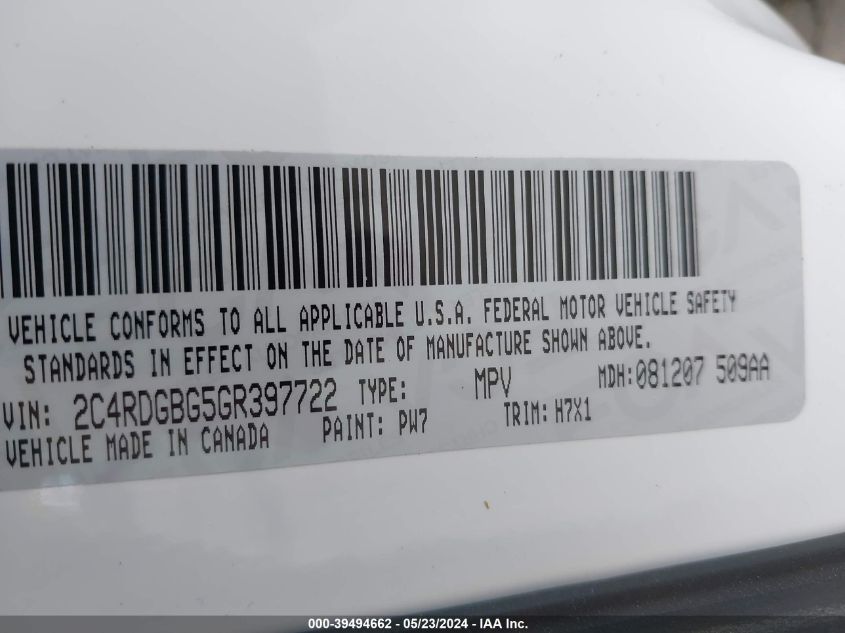 VEHICLE CONFORMS TO ALL APPLICABLE U.S.A. FEDERAL MOTOR VEHICLE SAFETY
STANDARDS IN EFFECT ON THE DATE OF MANUFACTURE SHOWN ABOVE.
VIN: 2C4RDGBG5GR397722 TYPE: MPV MDH:081207 509AA
VEHICLE MADE IN CANADA PAINT: PW7 TRIM: H7X1
000-39494662 - 05/23/2024 - IAA Inc.